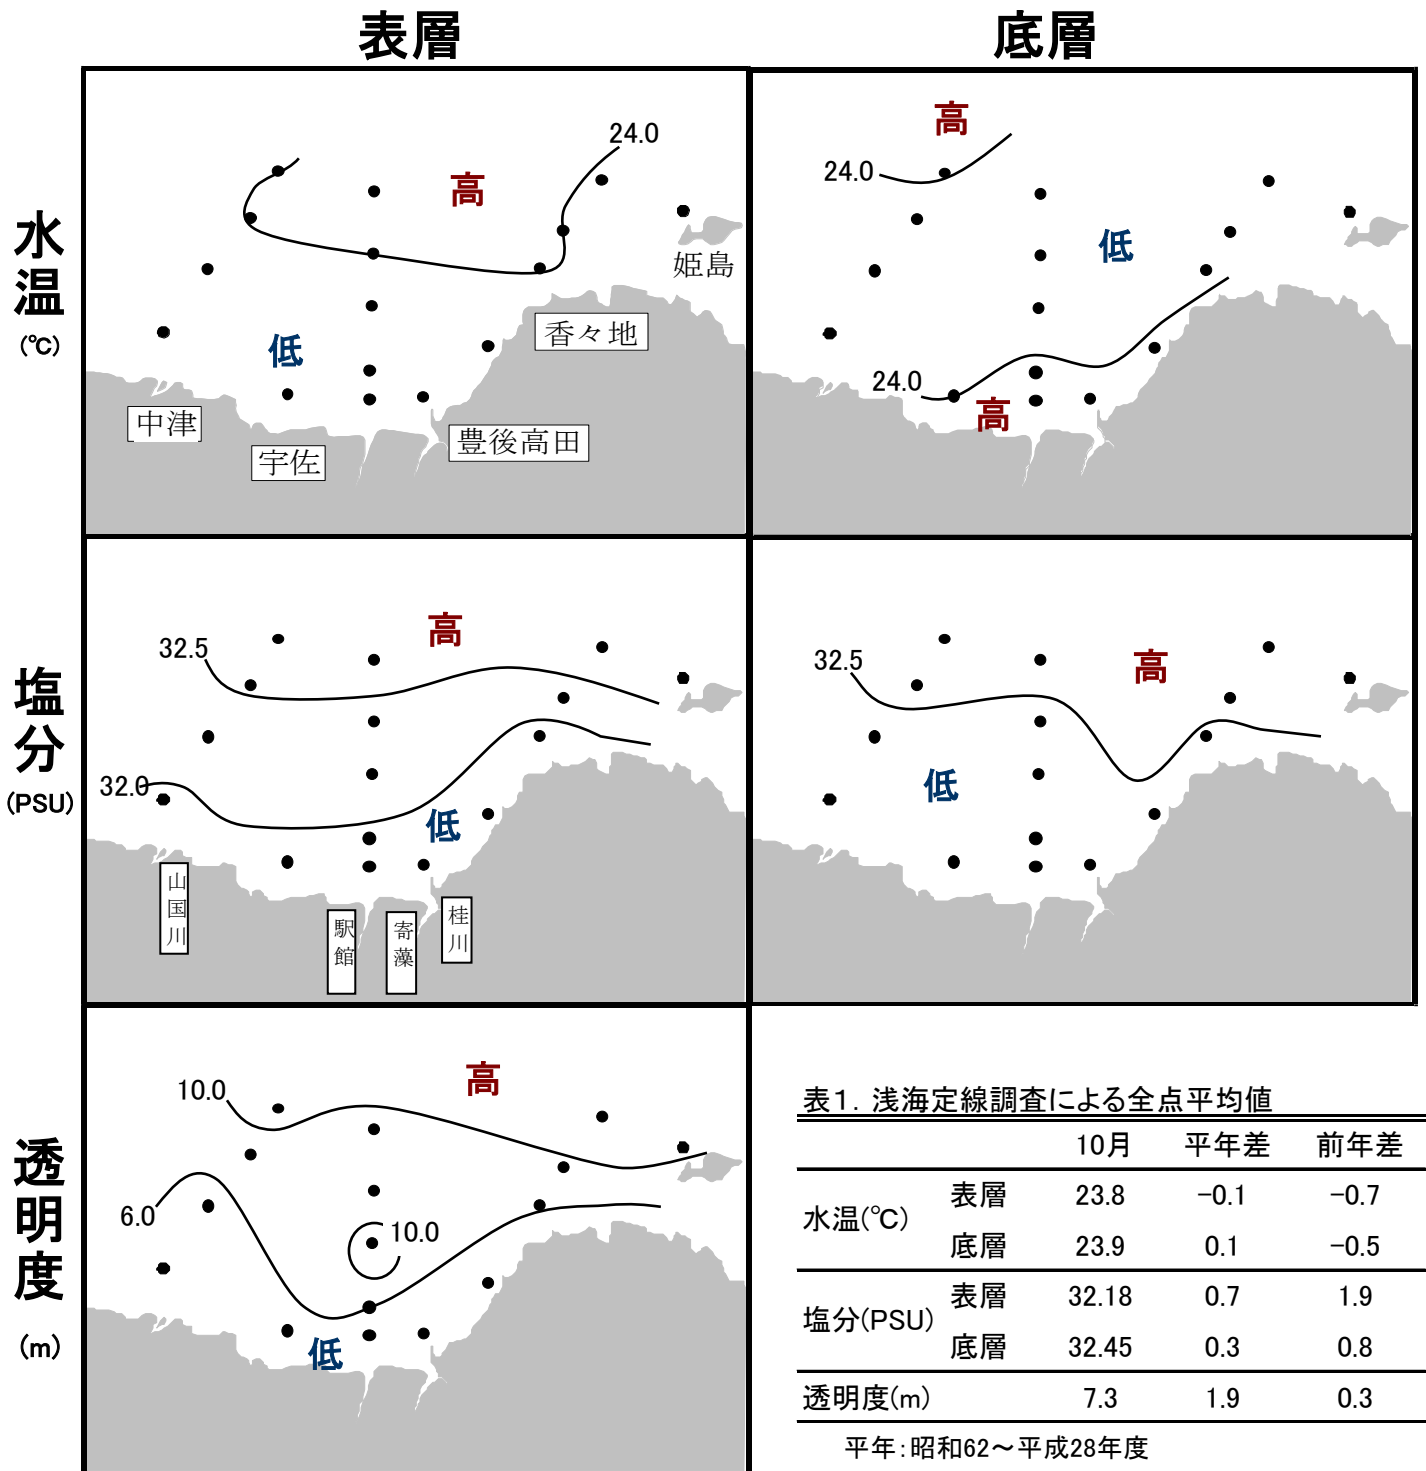 表層
底層
水温
(℃)
24.0
高
低
姫島
香々地
中津
宇佐
豊後高田
高
24.0
低
24.0
高
塩分
(PSU)
32.5
高
32.0
低
山国川
駅館
寄藻
桂川
32.5
高
低
透明度
(m)
10.0
高
6.0
10.0
低
表1. 浅海定線調査による全点平均値
10月 平年差 前年差
水温(℃) 表層 23.8 -0.1 -0.7
底層 23.9 0.1 -0.5
塩分(PSU) 表層 32.18 0.7 1.9
底層 32.45 0.3 0.8
透明度(m) 7.3 1.9 0.3
平年:昭和62～平成28年度